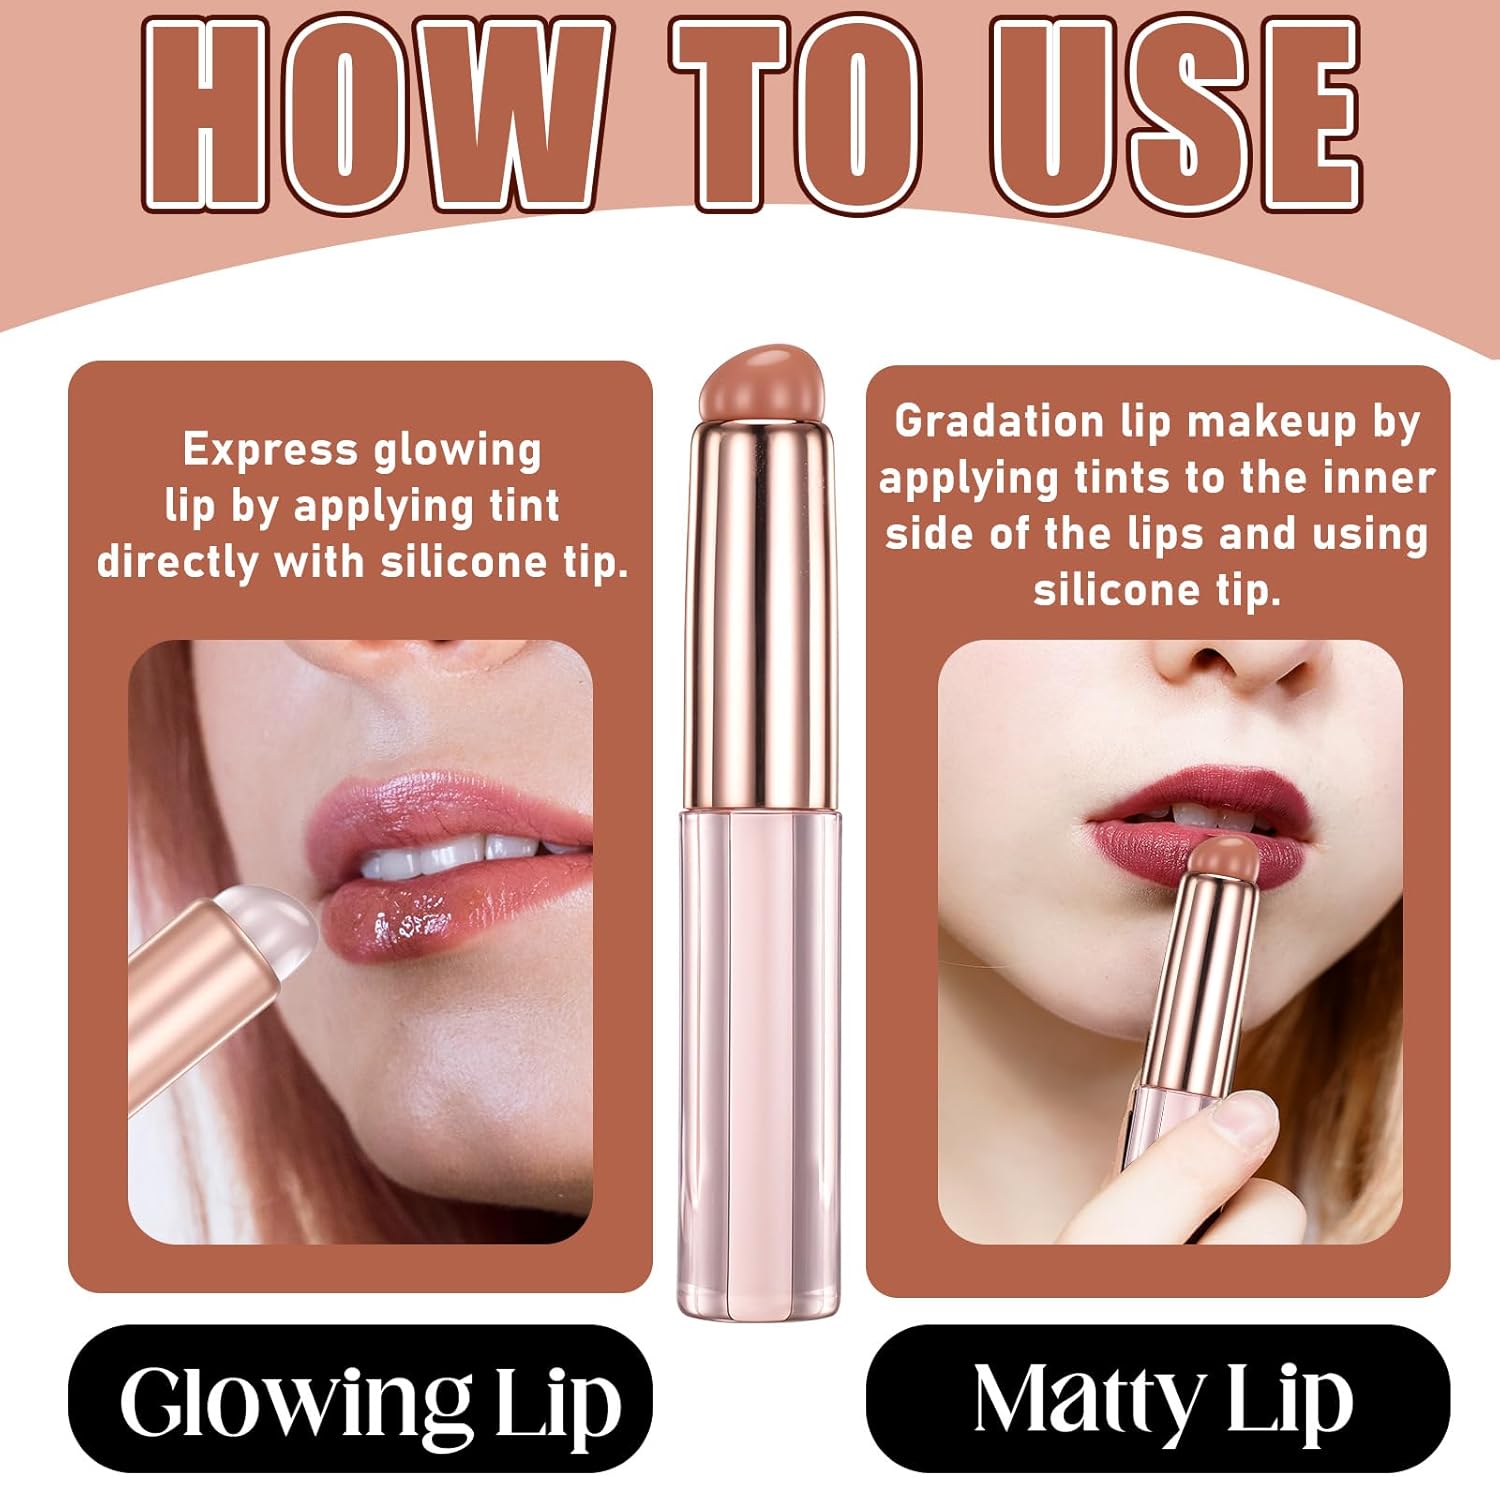 HOW TO USE
Express glowing
lip by applying tint
directly with silicone tip.
Gradation lip makeup by
applying tints to the inner
side of the lips and using
silicone tip.
Glowing Lip
Matty Lip